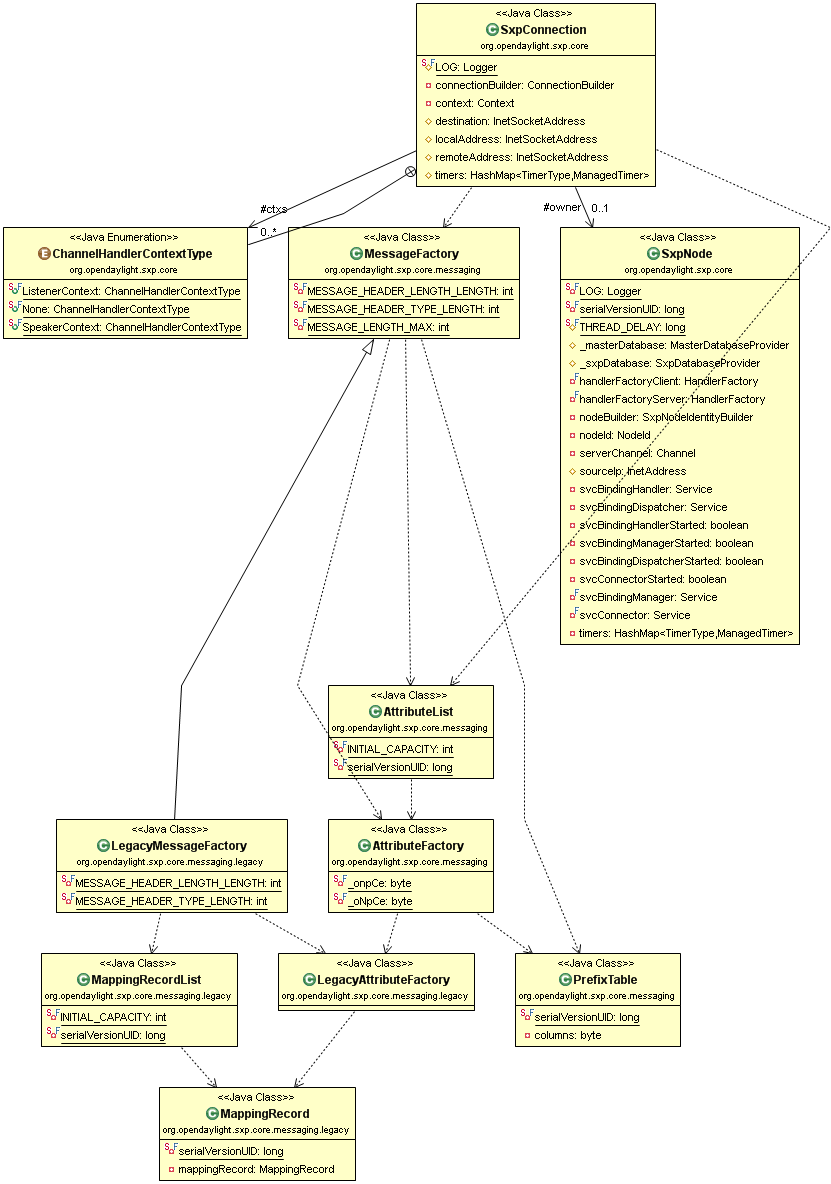 <<Java Class>>
SxpConnection
org.opendaylight.sxp.core
LOG: Logger
connectionBuilder: ConnectionBuilder
context: Context
destination: InetSocketAddress
localAddress: InetSocketAddress
remoteAddress: InetSocketAddress
timers: HashMap<TimerType,ManagedTimer>
#ctxs
0..*
#owner
0..1
<<Java Enumeration>>
ChannelHandlerContextType
org.opendaylight.sxp.core
ListenerContext: ChannelHandlerContextType
None: ChannelHandlerContextType
SpeakerContext: ChannelHandlerContextType
<<Java Class>>
MessageFactory
org.opendaylight.sxp.core.messaging
MESSAGE_HEADER_LENGTH_LENGTH: int
MESSAGE_HEADER_TYPE_LENGTH: int
MESSAGE_LENGTH_MAX: int
<<Java Class>>
SxpNode
org.opendaylight.sxp.core
LOG: Logger
serialVersionUID: long
THREAD_DELAY: long
_masterDatabase: MasterDatabaseProvider
_sxpDatabase: SxpDatabaseProvider
handlerFactoryClient: HandlerFactory
handlerFactoryServer: HandlerFactory
nodeBuilder: SxpNodeIdentityBuilder
nodeId: NodeId
serverChannel: Channel
sourceIp: InetAddress
svcBindingHandler: Service
svcBindingDispatcher: Service
svcBindingHandlerStarted: boolean
svcBindingManagerStarted: boolean
svcBindingDispatcherStarted: boolean
svcConnectorStarted: boolean
svcBindingManager: Service
svcConnector: Service
timers: HashMap<TimerType,ManagedTimer>
<<Java Class>>
AttributeList
org.opendaylight.sxp.core.messaging
INITIAL_CAPACITY: int
serialVersionUID: long
<<Java Class>>
LegacyMessageFactory
org.opendaylight.sxp.core.messaging.legacy
MESSAGE_HEADER_LENGTH_LENGTH: int
MESSAGE_HEADER_TYPE_LENGTH: int
<<Java Class>>
AttributeFactory
org.opendaylight.sxp.core.messaging
_onpCe: byte
_oNpCe: byte
<<Java Class>>
MappingRecordList
org.opendaylight.sxp.core.messaging.legacy
INITIAL_CAPACITY: int
serialVersionUID: long
<<Java Class>>
LegacyAttributeFactory
org.opendaylight.sxp.core.messaging.legacy
<<Java Class>>
PrefixTable
org.opendaylight.sxp.core.messaging
serialVersionUID: long
columns: byte
<<Java Class>>
MappingRecord
org.opendaylight.sxp.core.messaging.legacy
serialVersionUID: long
mappingRecord: MappingRecord